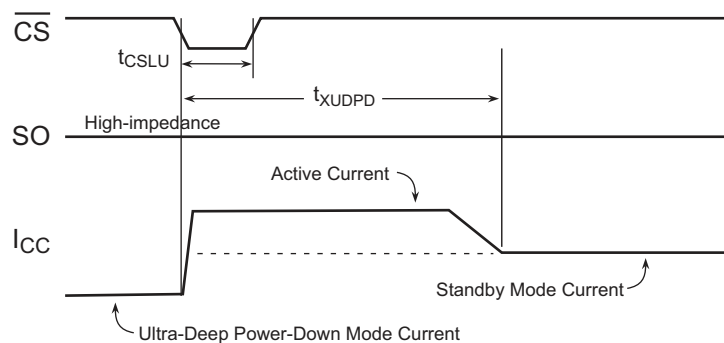 CS
tCSLU
tXUDPD
High-impedance
SO
Active Current
ICC
Standby Mode Current
Ultra-Deep Power-Down Mode Current